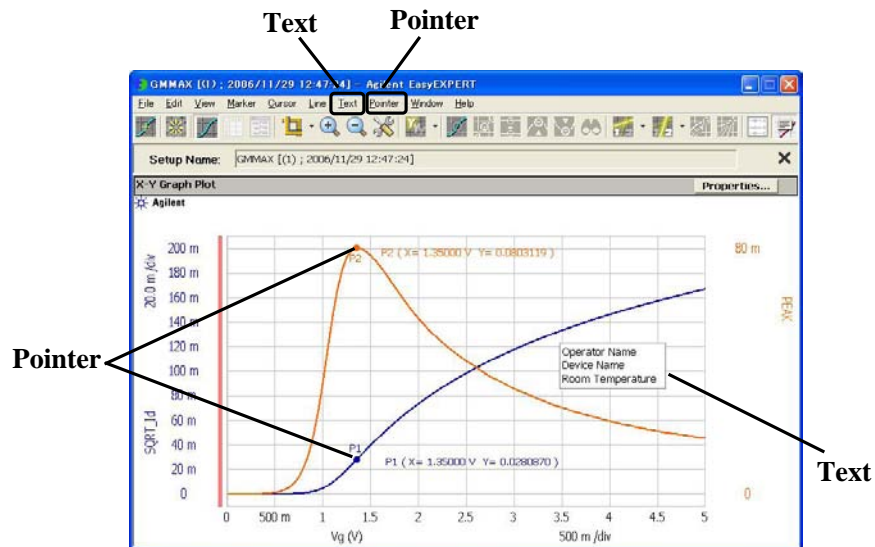 Text
Pointer
GMMAX [(1) ; 2006/11/29 12:47:24] - Agilent EasyEXPERT
File Edit View Marker Cursor Line Text Pointer Window Help
Setup Name: GMMAX [(1) ; 2006/11/29 12:47:24]
X-Y Graph Plot
Properties...
Agilent
200 m
180 m
160 m
140 m
120 m
100 m
80 m
60 m
40 m
20 m
0
20.0 m /div
SQRT_Id
P2
P2 ( X= 1.35000 V Y= 0.0803119 )
80 m
PEAK
0
Operator Name
Device Name
Room Temperature
P1
P1 ( X= 1.35000 V Y= 0.0280870 )
Pointer
Text
0 500 m 1 1.5 2 2.5 3 3.5 4 4.5 5
Vg (V)
500 m /div